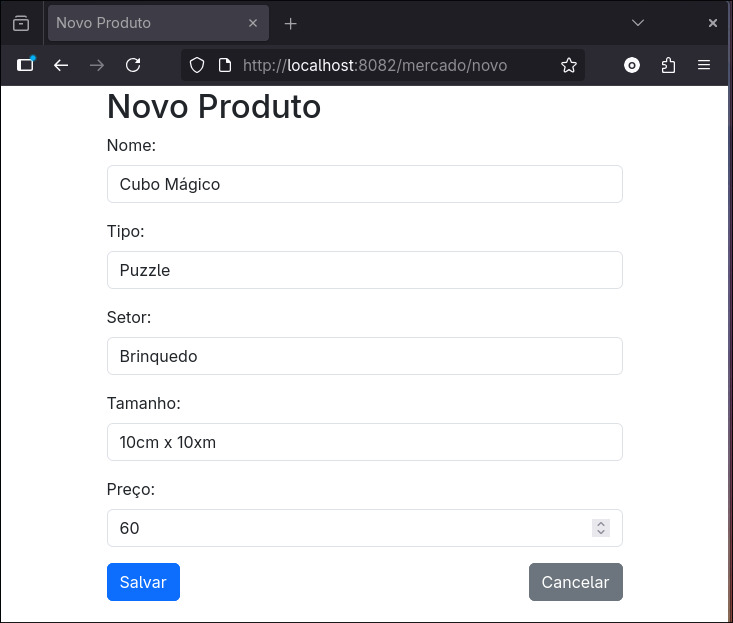 Novo Produto
http://localhost:8082/mercado/novo
Novo Produto
Nome:
Cubo Mágico
Tipo:
Puzzle
Setor:
Brinquedo
Tamanho:
10cm x 10xm
Preço:
60
Salvar
Cancelar